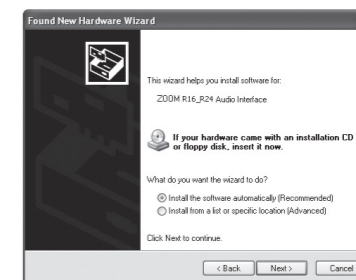 Found New Hardware Wizard
This wizard helps you install software for:
ZOOM R16_R24 Audio Interface
If your hardware came with an installation CD
or floppy disk, insert it now.
What do you want the wizard to do?
Install the software automatically (Recommended)
Install from a list or specific location (Advanced)
Click Next to continue.
< Back Next > Cancel